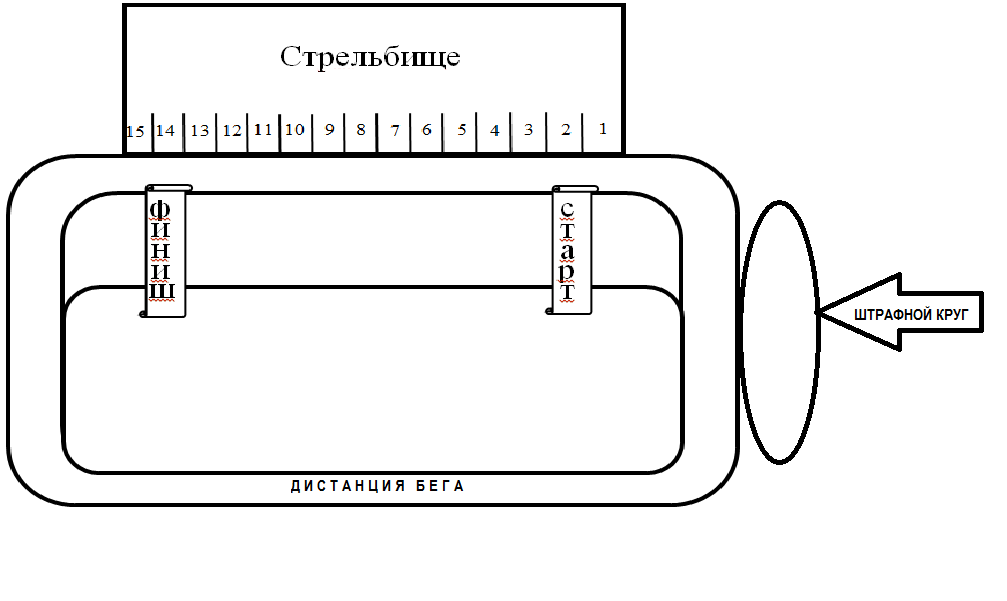 Стрельбище
15 14 13 12 11 10 9 8 7 6 5 4 3 2 1
финиш
старт
ШТРАФНОЙ КРУГ
ДИСТАНЦИЯ БЕГА